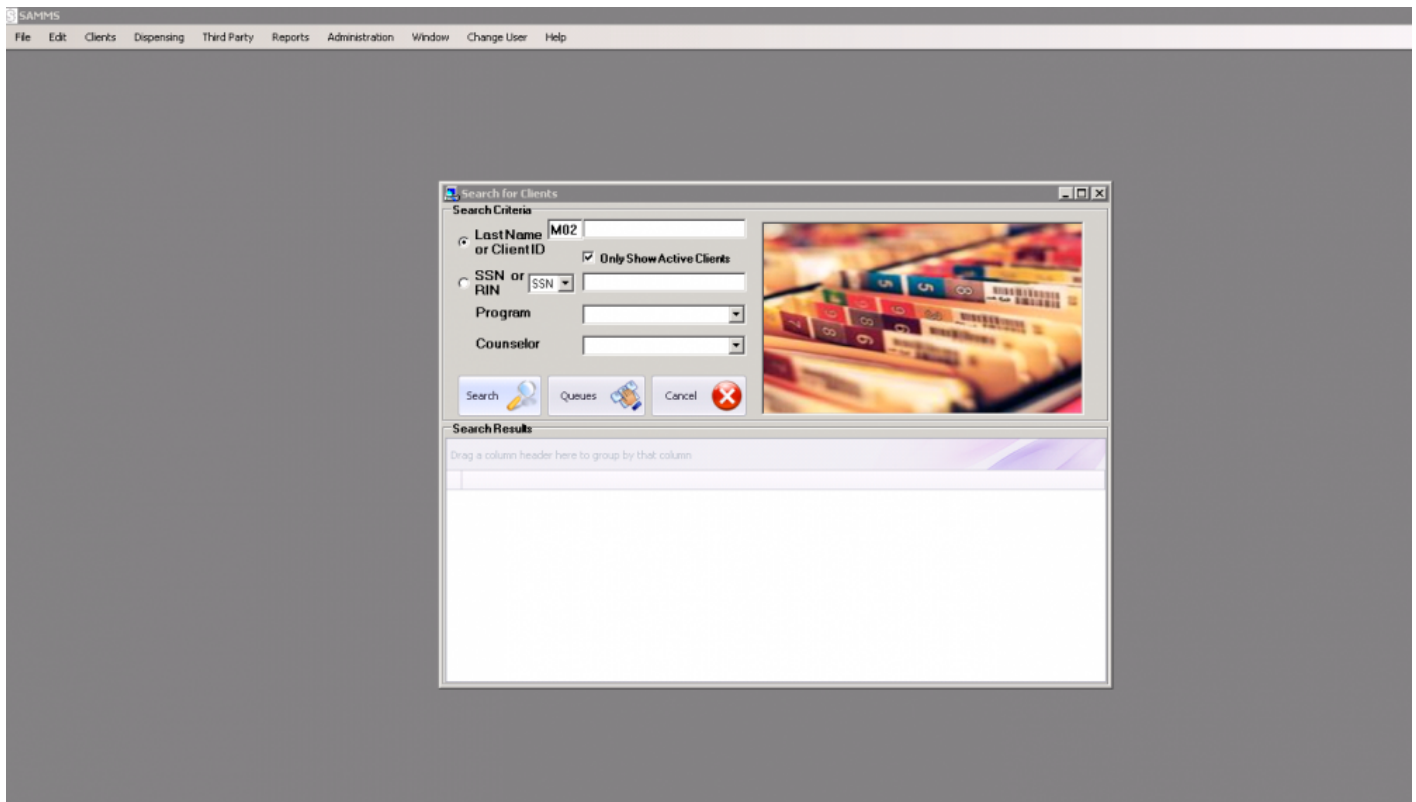 SAMMS
File Edit Clients Dispensing Third Party Reports Administration Window Change User Help
Search for Clients
Search Criteria
Last Name or Client ID
M02
Only Show Active Clients
SSN or RIN
SSN
Program
Counselor
Search Queues Cancel
Search Results
Drag a column header here to group by that column